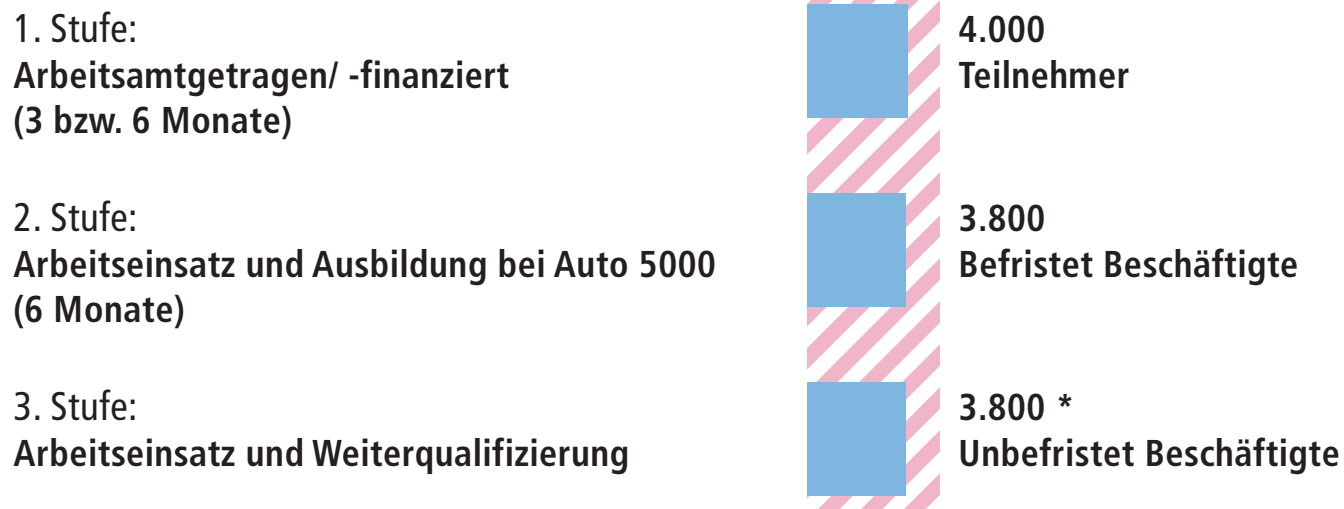 1. Stufe:
Arbeitsamtgetragen/ -finanziert
(3 bzw. 6 Monate)
4.000
Teilnehmer
2. Stufe:
Arbeitseinsatz und Ausbildung bei Auto 5000
(6 Monate)
3.800
Befristet Beschäftigte
3. Stufe:
Arbeitseinsatz und Weiterqualifizierung
3.800 *
Unbefristet Beschäftigte